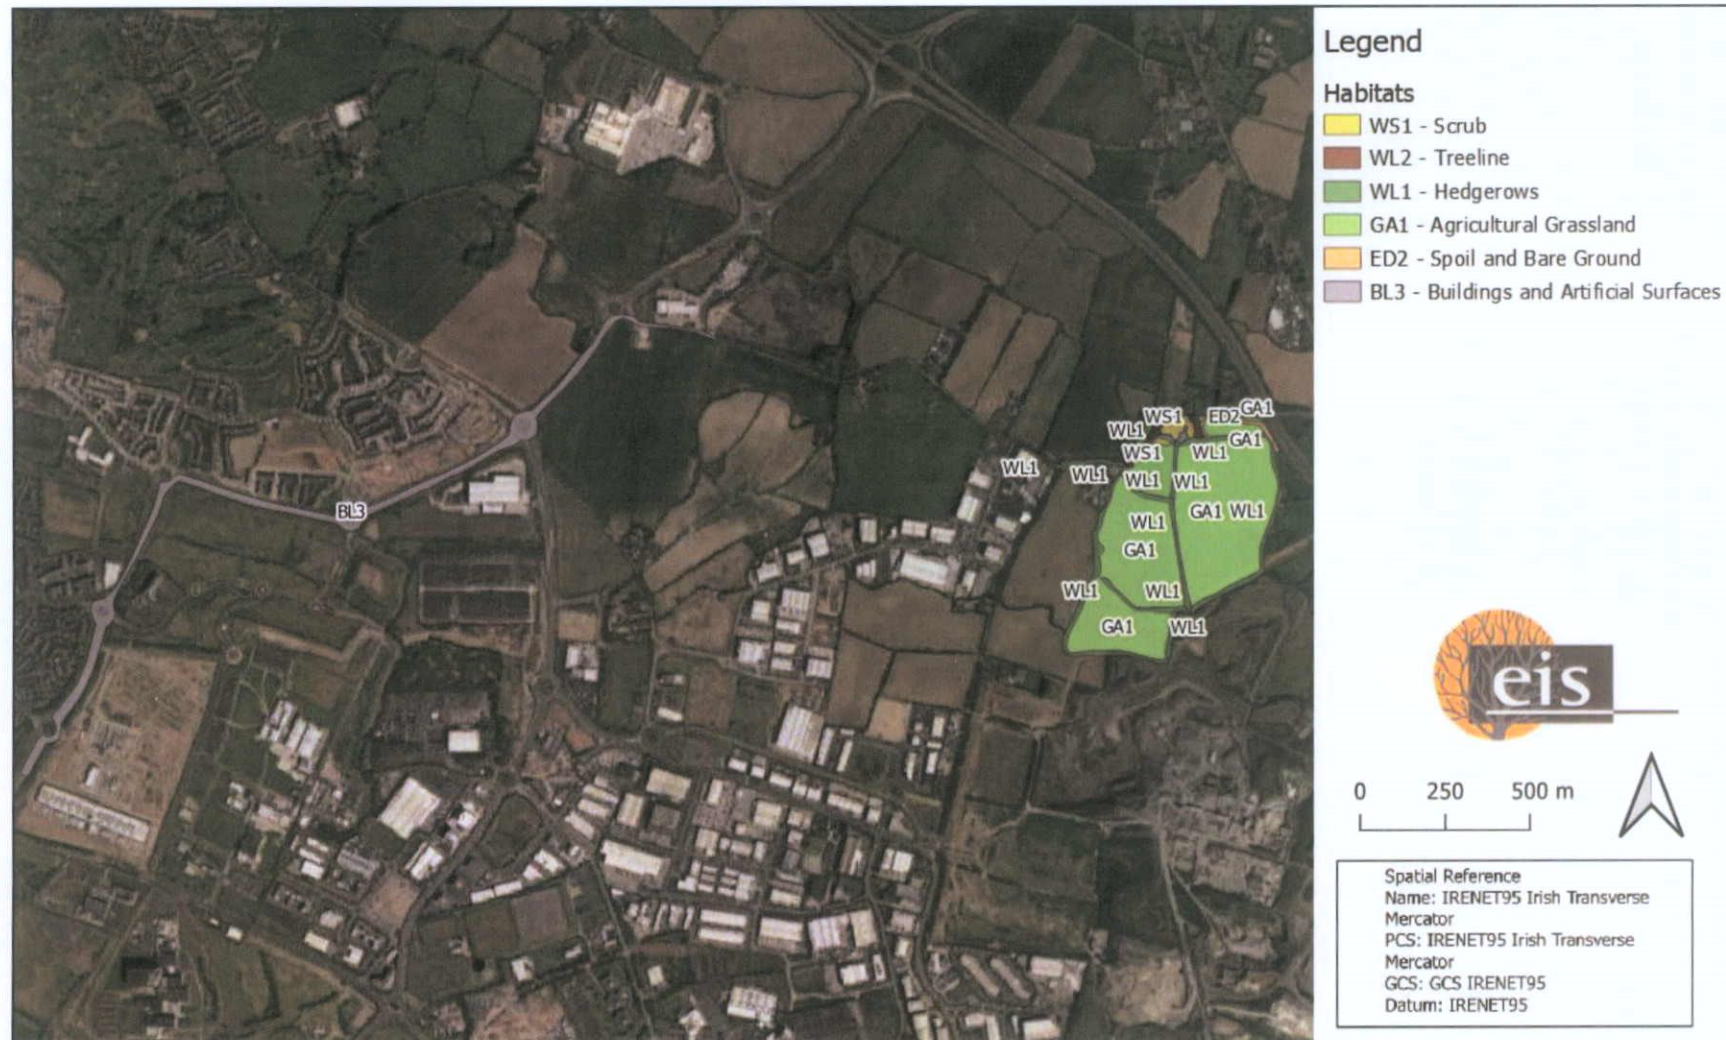 Legend
Habitats
WS1 - Scrub
WL2 - Treeline
WL1 - Hedgerows
GA1 - Agricultural Grassland
ED2 - Spoil and Bare Ground
BL3 - Buildings and Artificial Surfaces
WS1
ED2
GA1
WL1
GA1
WS1
WL1
WL1
WL1
WL1
WL1
WL1
GA1
WL1
BL3
GA1
WL1
WL1
GA1
WL1
eis
0 250 500 m
Spatial Reference
Name: IRENET95 Irish Transverse
Mercator
PCS: IRENET95 Irish Transverse
Mercator
GCS: GCS IRENET95
Datum: IRENET95